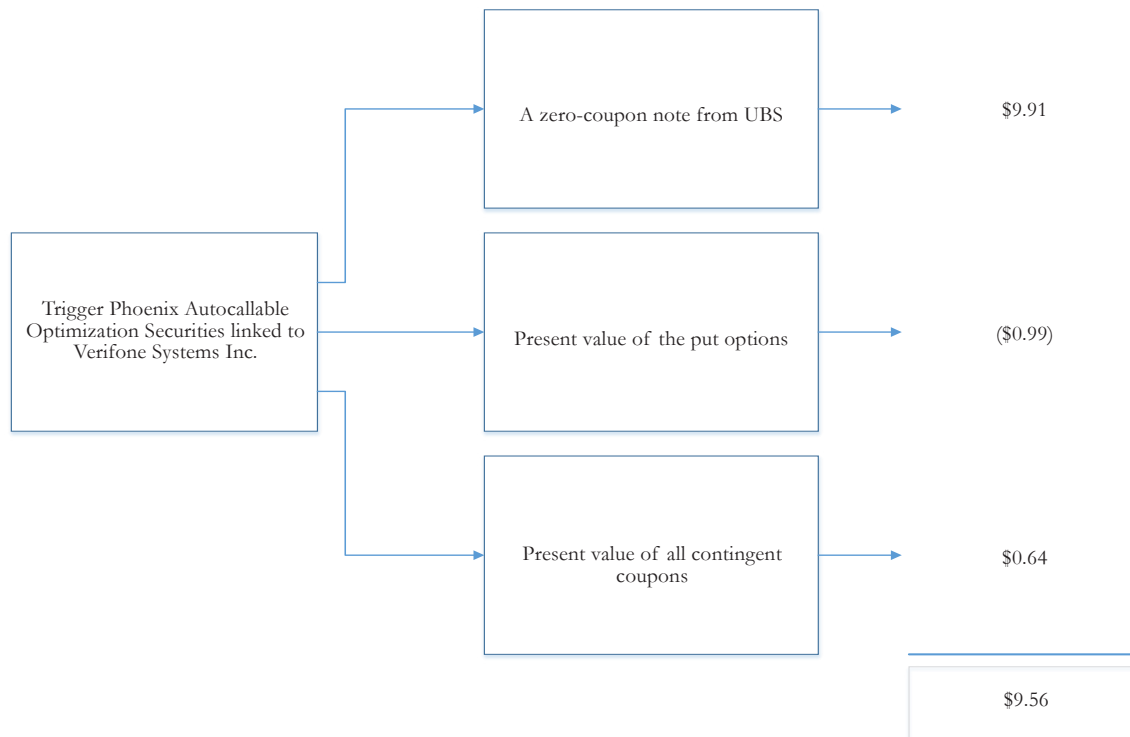 A zero-coupon note from UBS
$9.91
Trigger Phoenix Autocallable
Optimization Securities linked to
Verifone Systems Inc.
Present value of the put options
($0.99)
Present value of all contingent
coupons
$0.64
$9.56